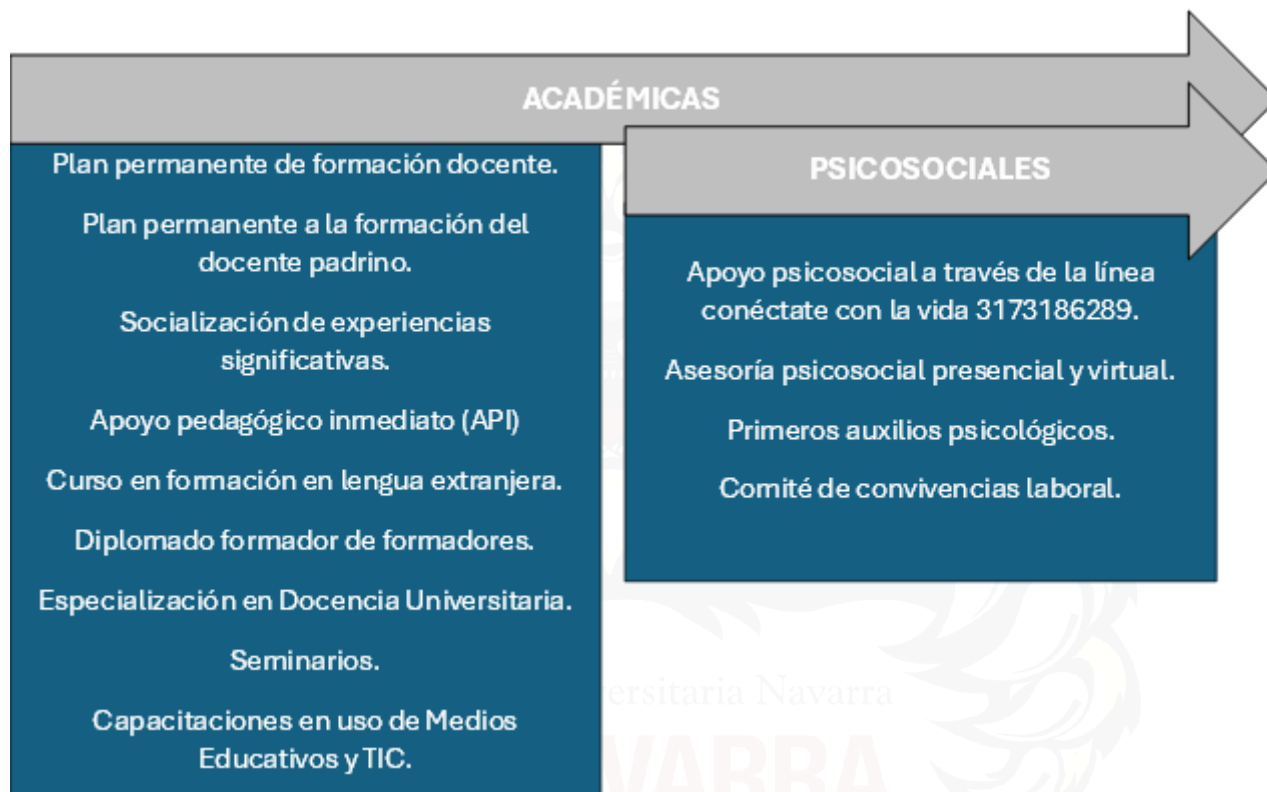 ACADÉMICAS
Plan permanente de formación docente.
Plan permanente a la formación del
docente padrino.
Socialización de experiencias
significativas.
Apoyo pedagógico inmediato (API)
Curso en formación en lengua extranjera.
Diplomado formador de formadores.
Especialización en Docencia Universitaria.
Seminarios.
Capacitaciones en uso de Medios
Educativos y TIC.
PSICOSOCIALES
Apoyo psicosocial a través de la línea
conéctate con la vida 3173186289.
Asesoría psicosocial presencial y virtual.
Primeros auxilios psicológicos.
Comité de convivencias laboral.
versitaria Navarra
VARRA